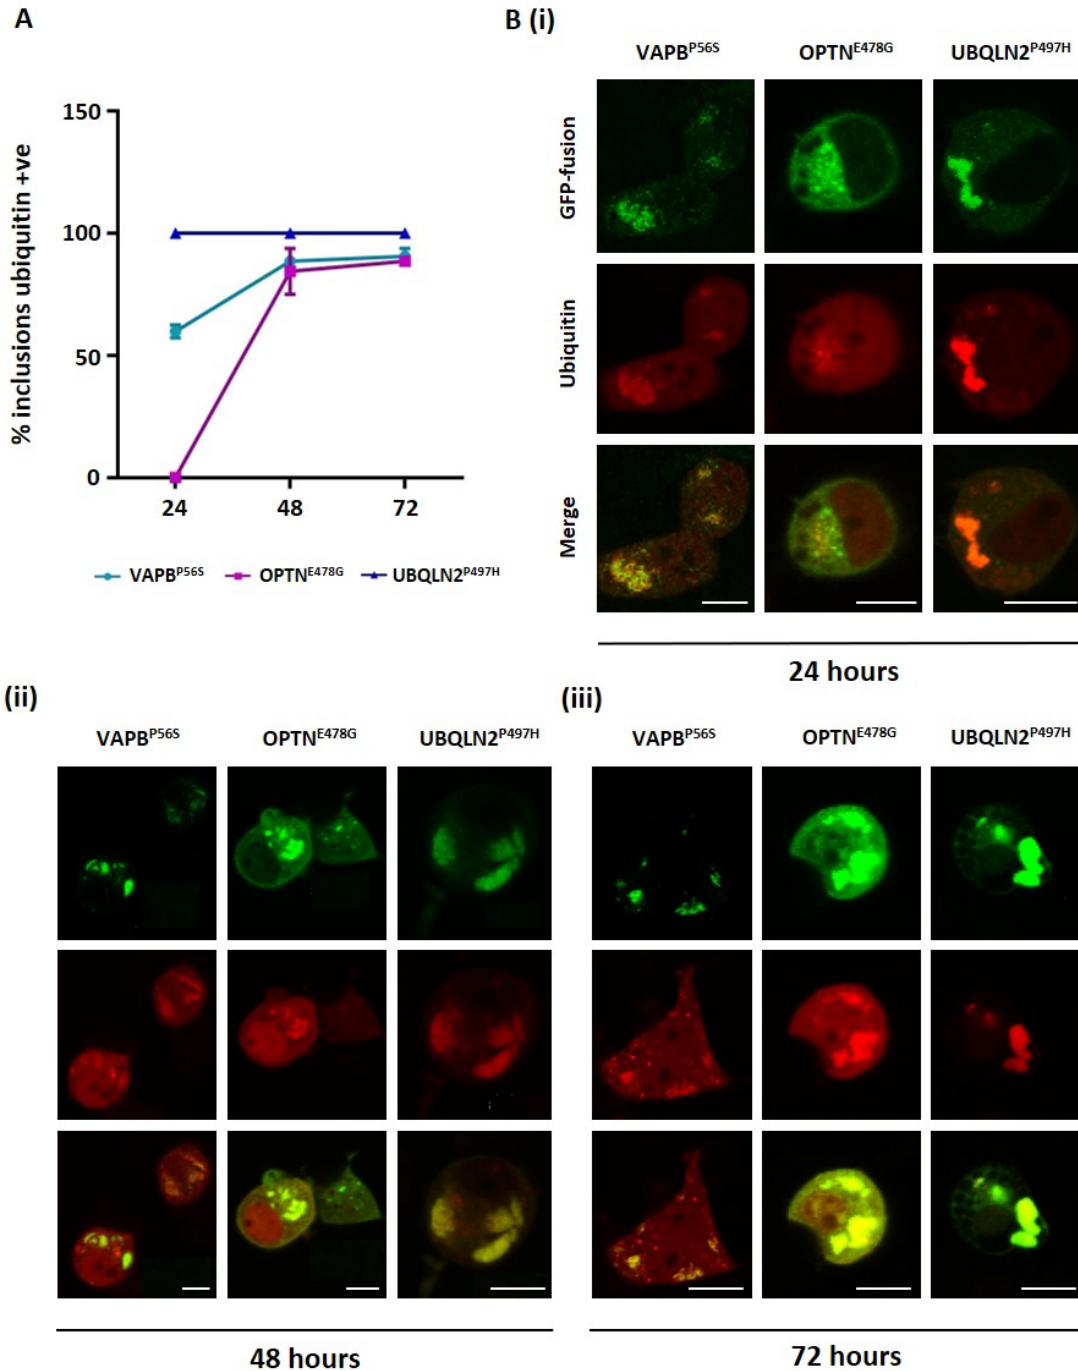 A
150
100
50
0
% inclusions ubiquitin +ve
24 48 72
VAPBP56S OPTNE478G UBQLN2P497H
B (i)
VAPBP56S OPTNE478G UBQLN2P497H
GFP-fusion
Ubiquitin
Merge
24 hours
(ii)
VAPBP56S OPTNE478G UBQLN2P497H
48 hours
(iii)
VAPBP56S OPTNE478G UBQLN2P497H
72 hours